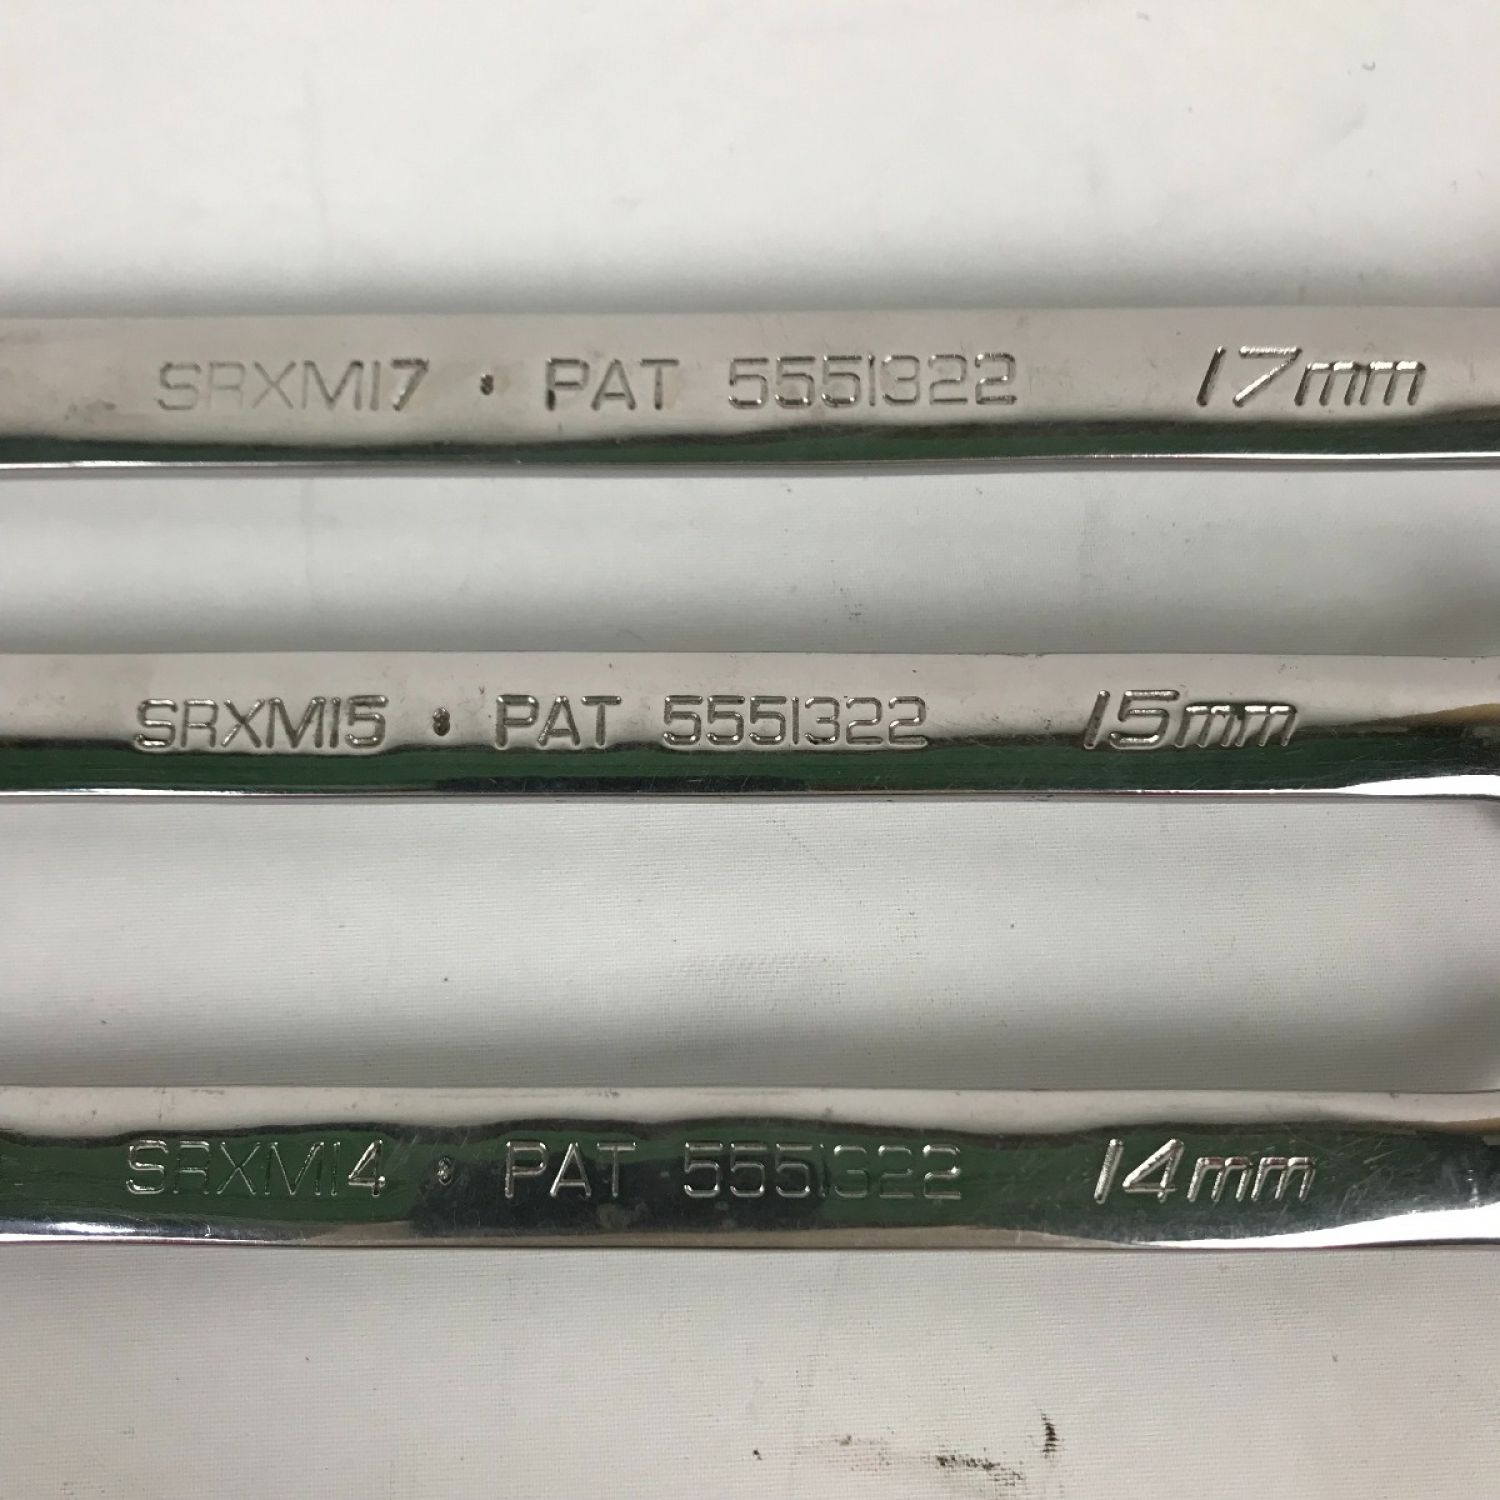 SRXM17 • PAT 5551322 17mm
SRXM15 • PAT 5551322 15mm
SRXM14 • PAT 5551322 14mm